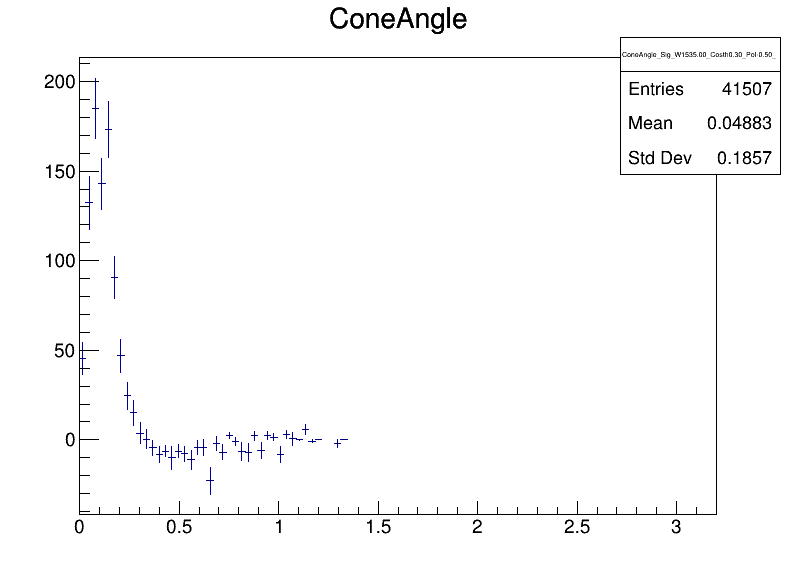 ConeAngle
ConeAngle_Sig_W1535.00_Costh0.30_Pol-0.50_
Entries 41507
Mean 0.04883
Std Dev 0.1857
200
150
100
50
0
0 0.5 1 1.5 2 2.5 3